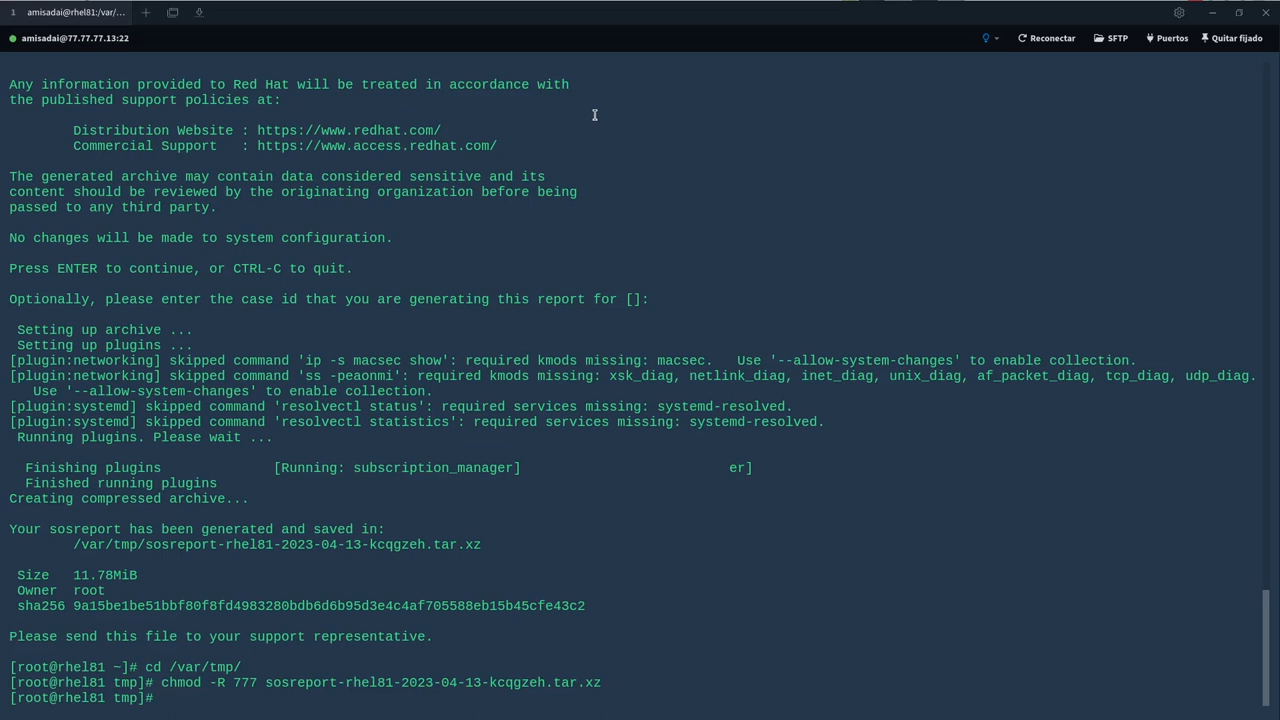 1 amisadai@rhel81:/var/...
amisadai@77.77.77.13:22
Reconectar
SFTP
Puertos
Quitar fijado
Any information provided to Red Hat will be treated in accordance with
the published support policies at:
Distribution Website : https://www.redhat.com/
Commercial Support   : https://www.access.redhat.com/
The generated archive may contain data considered sensitive and its
content should be reviewed by the originating organization before being
passed to any third party.
No changes will be made to system configuration.
Press ENTER to continue, or CTRL-C to quit.
Optionally, please enter the case id that you are generating this report for []:
Setting up archive ...
Setting up plugins ...
[plugin:networking] skipped command 'ip -s macsec show': required kmods missing: macsec.   Use '--allow-system-changes' to enable collection.
[plugin:networking] skipped command 'ss -peaonmi': required kmods missing: xsk_diag, netlink_diag, inet_diag, unix_diag, af_packet_diag, tcp_diag, udp_diag.
Use '--allow-system-changes' to enable collection.
[plugin:systemd] skipped command 'resolvectl status': required services missing: systemd-resolved.
[plugin:systemd] skipped command 'resolvectl statistics': required services missing: systemd-resolved.
Running plugins. Please wait ...
Finishing plugins              [Running: subscription_manager]                          er]
Finished running plugins
Creating compressed archive...
Your sosreport has been generated and saved in:
/var/tmp/sosreport-rhel81-2023-04-13-kcqgzeh.tar.xz
Size   11.78MiB
Owner  root
sha256 9a15be1be51bbf80f8fd4983280bdb6d6b95d3e4c4af705588eb15b45cfe43c2
Please send this file to your support representative.
[root@rhel81 ~]# cd /var/tmp/
[root@rhel81 tmp]# chmod -R 777 sosreport-rhel81-2023-04-13-kcqgzeh.tar.xz
[root@rhel81 tmp]#